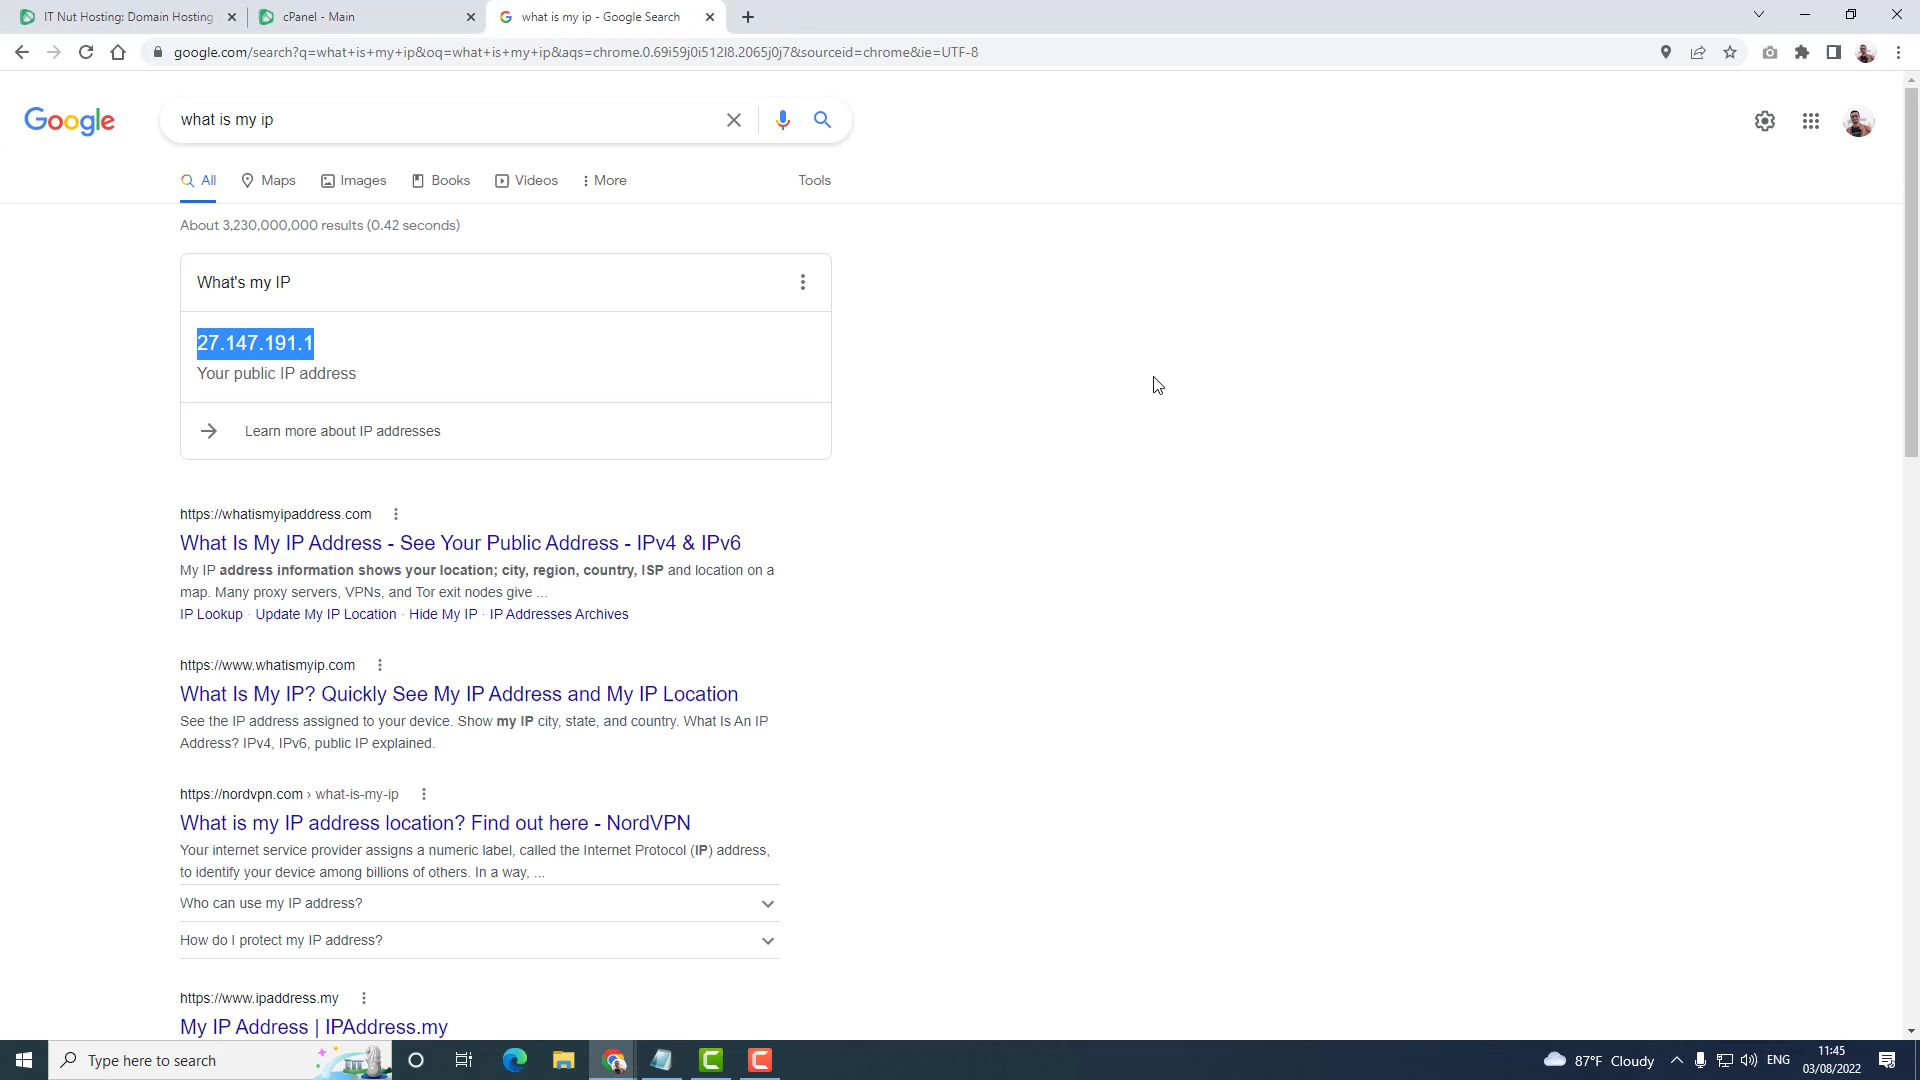 IT Nut Hosting: Domain Hosting
cPanel - Main
what is my ip - Google Search
google.com/search?q=what+is+my+ip&oq=what+is+my+ip&aqs=chrome.0.69i59j0i512l8.2065j0j7&sourceid=chrome&ie=UTF-8
Google
what is my ip
All
Maps
Images
Books
Videos
More
Tools
About 3,230,000,000 results (0.42 seconds)
What's my IP
27.147.191.1
Your public IP address
Learn more about IP addresses
https://whatismyipaddress.com
What Is My IP Address - See Your Public Address - IPv4 & IPv6
My IP address information shows your location; city, region, country, ISP and location on a
map. Many proxy servers, VPNs, and Tor exit nodes give ...
IP Lookup · Update My IP Location · Hide My IP · IP Addresses Archives
https://www.whatismyip.com
What Is My IP? Quickly See My IP Address and My IP Location
See the IP address assigned to your device. Show my IP city, state, and country. What Is An IP
Address? IPv4, IPv6, public IP explained.
https://nordvpn.com › what-is-my-ip
What is my IP address location? Find out here - NordVPN
Your internet service provider assigns a numeric label, called the Internet Protocol (IP) address,
to identify your device among billions of others. In a way, ...
Who can use my IP address?
How do I protect my IP address?
https://www.ipaddress.my
My IP Address | IPAddress.my
Type here to search
87°F Cloudy
ENG
11:45
03/08/2022